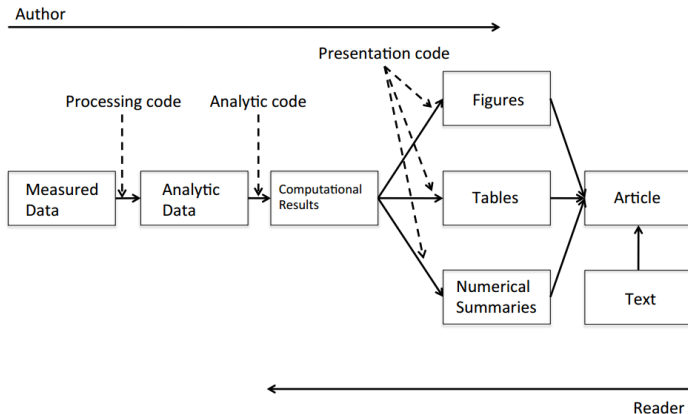 Author
Presentation code
Processing code
Analytic code
Figures
Measured
Data
Analytic
Data
Computational
Results
Tables
Article
Numerical
Summaries
Text
Reader